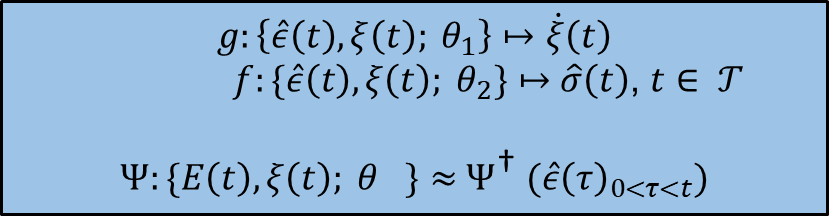 g: {ϵ̂(t), ξ(t); θ₁} ↦ ξ̇(t)
f: {ϵ̂(t), ξ(t); θ₂} ↦ σ̂(t), t ∈ 𝒯
Ψ: {E(t), ξ(t); θ } ≈ Ψ† (ϵ̂(τ)₀<τ<t)